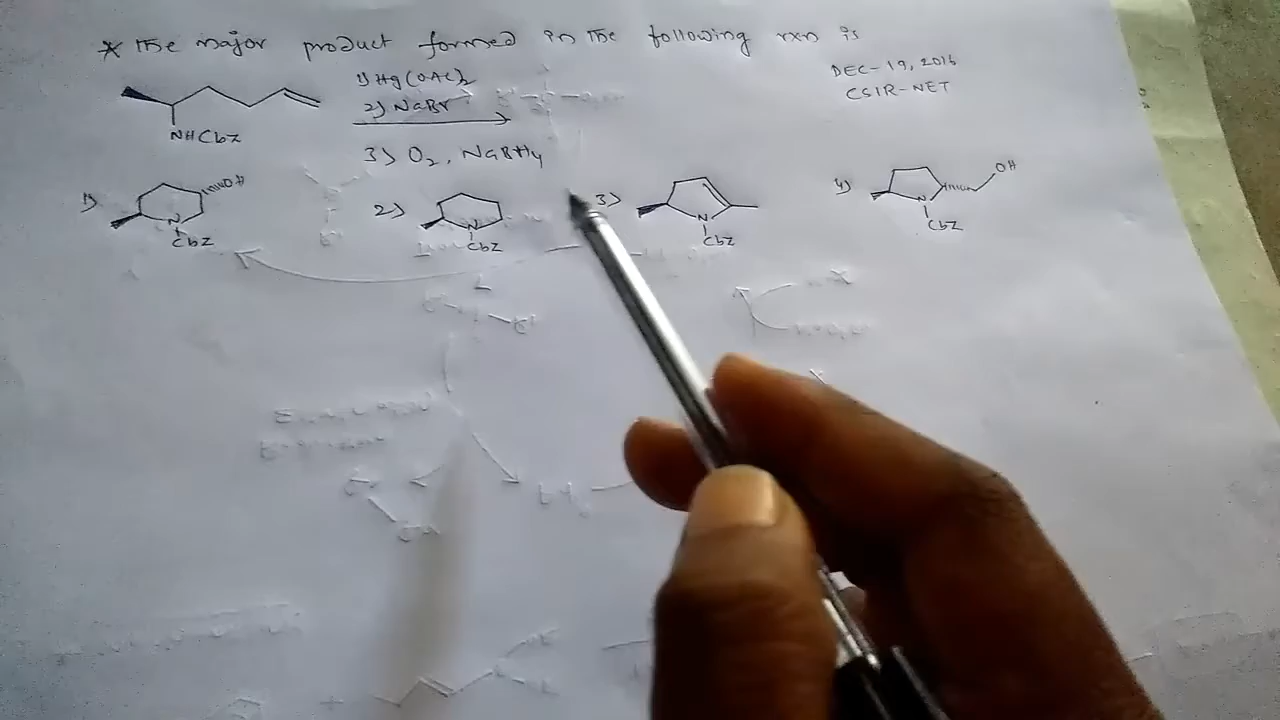 * The major product formed in the following rxn is
DEC-19, 2016
CSIR-NET
1) Hg(OAc)2
2) NaBr
3) O2, NaBH4
NHCbz
1) OH N Cbz
2) N Cbz
3) N Cbz
4) OH N Cbz